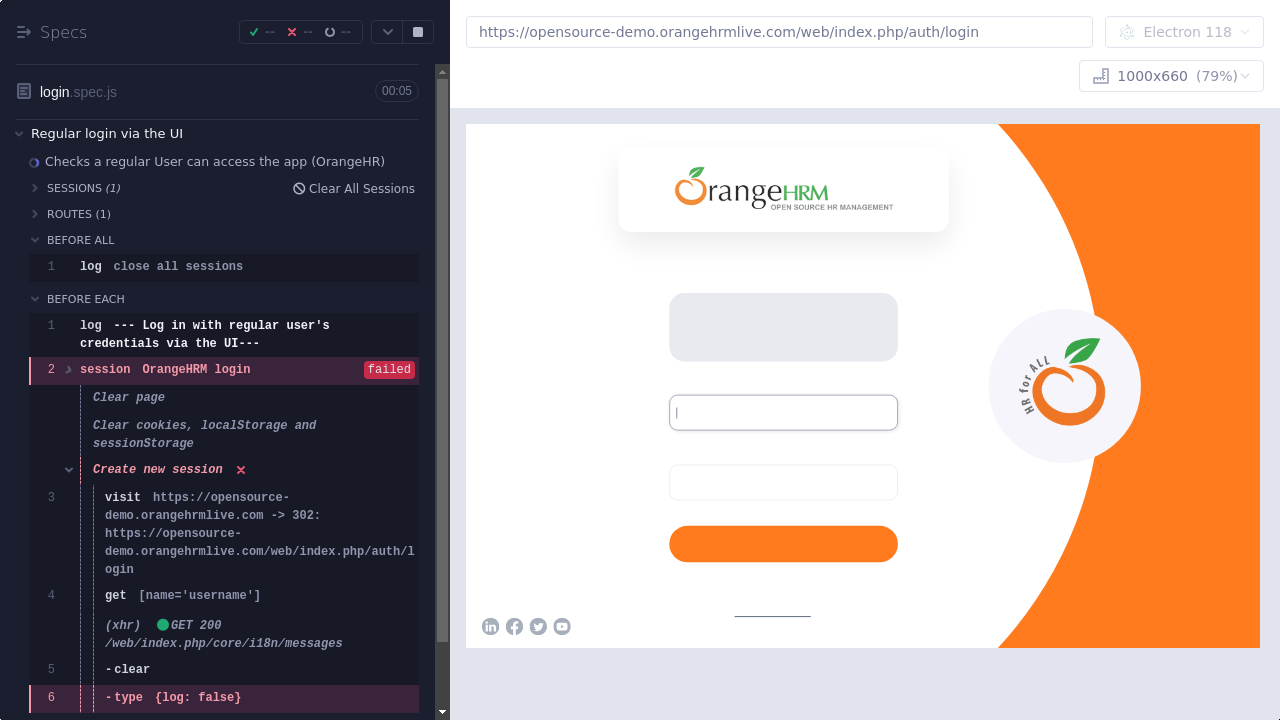 Specs
--
--
--
https://opensource-demo.orangehrmlive.com/web/index.php/auth/login
Electron 118
1000x660 (79%)
login.spec.js
00:05
Regular login via the UI
Checks a regular User can access the app (OrangeHR)
SESSIONS (1)
Clear All Sessions
ROUTES (1)
BEFORE ALL
1 log close all sessions
BEFORE EACH
1 log --- Log in with regular user's
credentials via the UI---
2 session OrangeHRM login failed
Clear page
Clear cookies, localStorage and
sessionStorage
Create new session
3 visit https://opensource-
demo.orangehrmlive.com -> 302:
https://opensource-
demo.orangehrmlive.com/web/index.php/auth/l
ogin
4 get [name='username']
(xhr) GET 200
/web/index.php/core/i18n/messages
5 -clear
6 -type {log: false}
OrangeHRM
OPEN SOURCE HR MANAGEMENT
HR for ALL